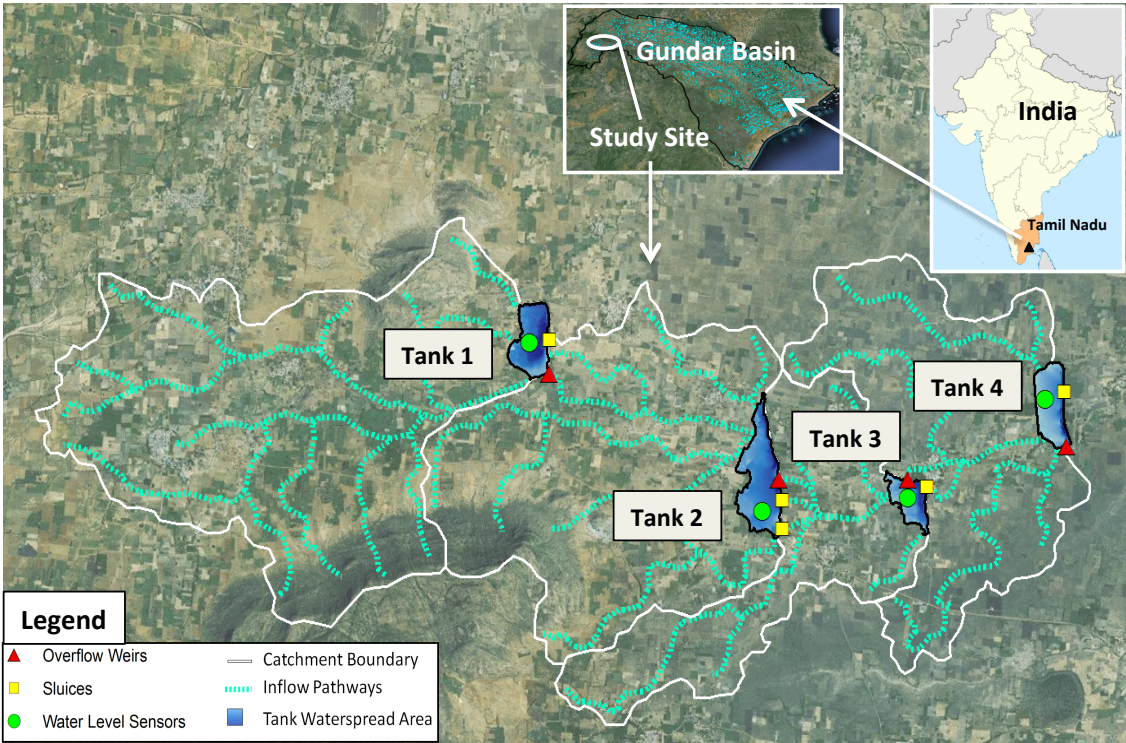 Gundar Basin
Study Site
India
Tamil Nadu
Tank 1
Tank 2
Tank 3
Tank 4
Legend
Overflow Weirs
Sluices
Water Level Sensors
Catchment Boundary
Inflow Pathways
Tank Waterspread Area